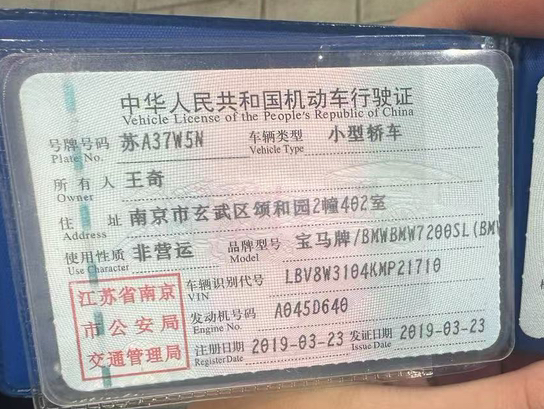 中华人民共和国机动车行驶证
Vehicle License of the People's Republic of China
号牌号码 苏A37W5N 车辆类型 小型轿车
Plate No. Vehicle Type
所有人 王奇
Owner
住址 南京市玄武区颂和园2幢402室
Address
使用性质 非营运 品牌型号 宝马牌/BMWBMW7200SL(BMW
Use Character Model
江苏省南京
市公安局
交通管理局
车辆识别代号 LBV8W3104KMP21710
VIN
发动机号码 A045D640
Engine No.
注册日期 2019-03-23 发证日期 2019-03-23
Register Date Issue Date